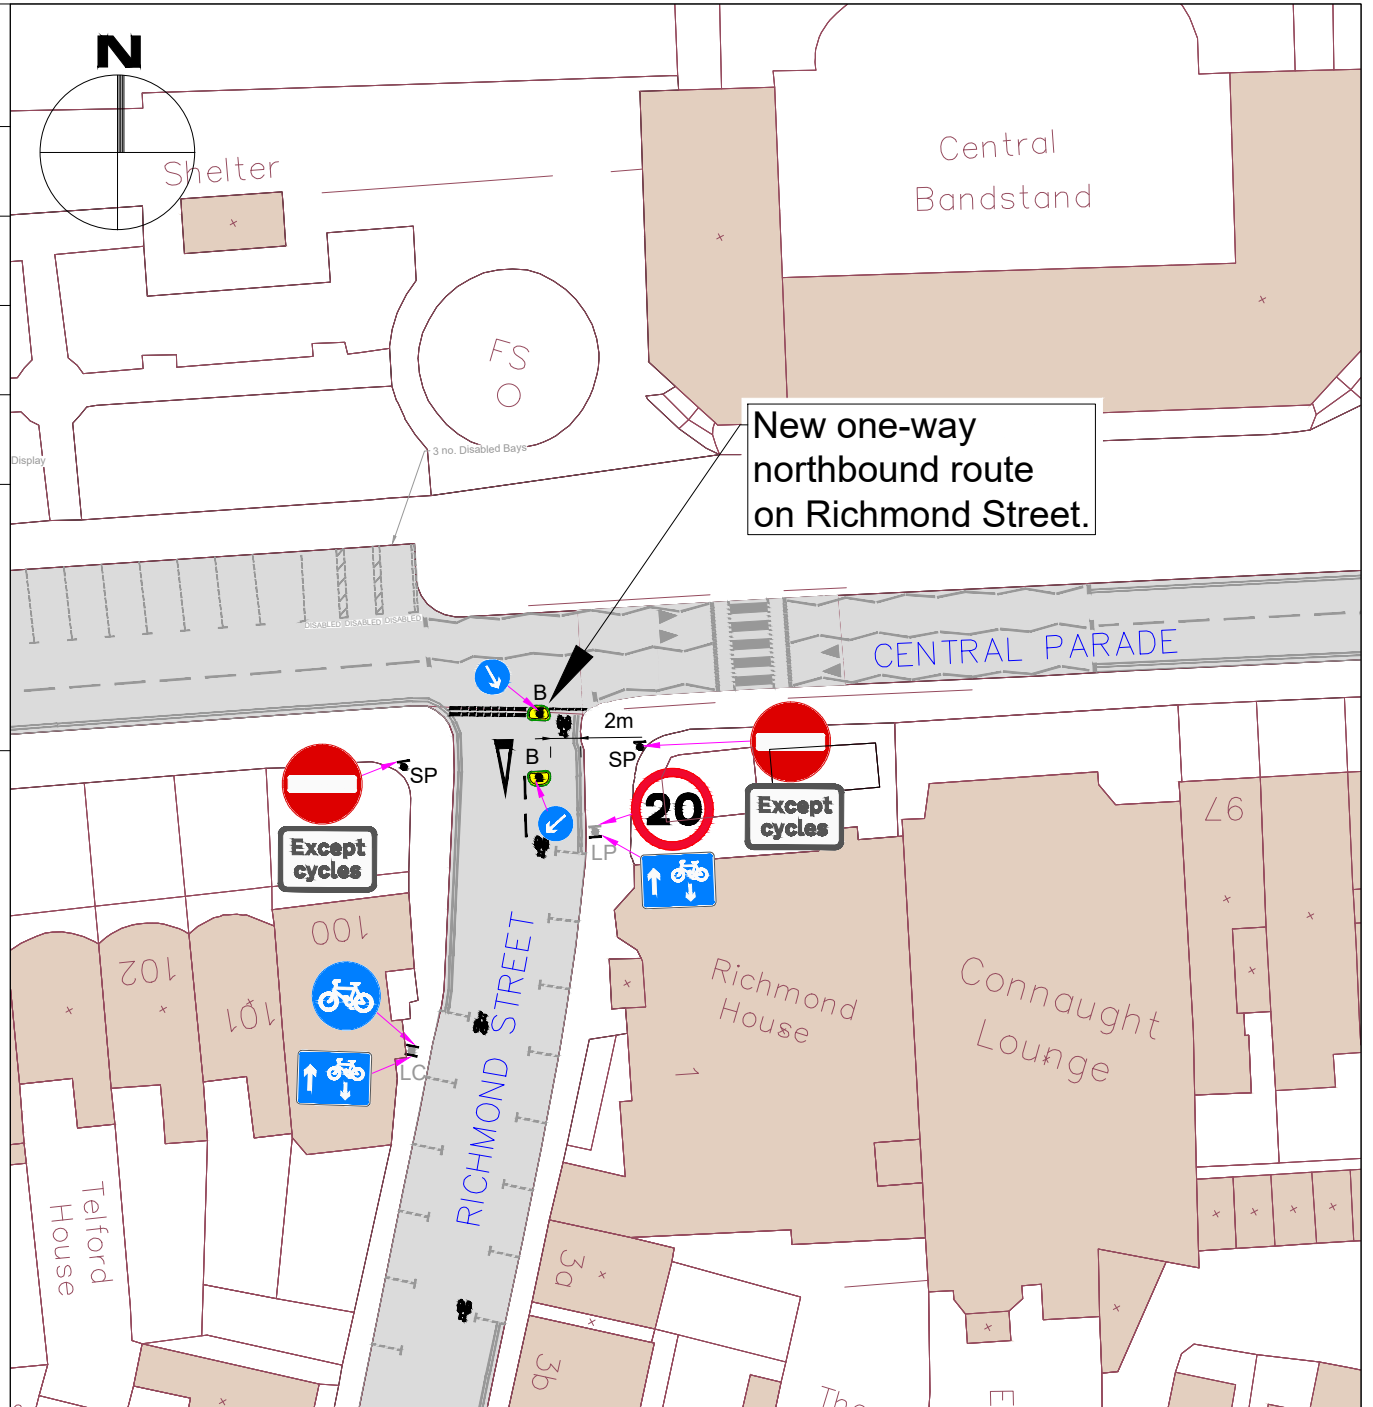 N
Shelter
Central
Bandstand
FS
Display
3 no. Disabled Bays
New one-way
northbound route
on Richmond Street.
DISABLED DISABLED DISABLED
CENTRAL PARADE
B
2m
SP
B
SP
20
Except
cycles
Except
cycles
LP
97
100
102
101
RICHMOND STREET
Richmond
House
1
Connaught
Lounge
LC
Telford
House
3a
3b
The